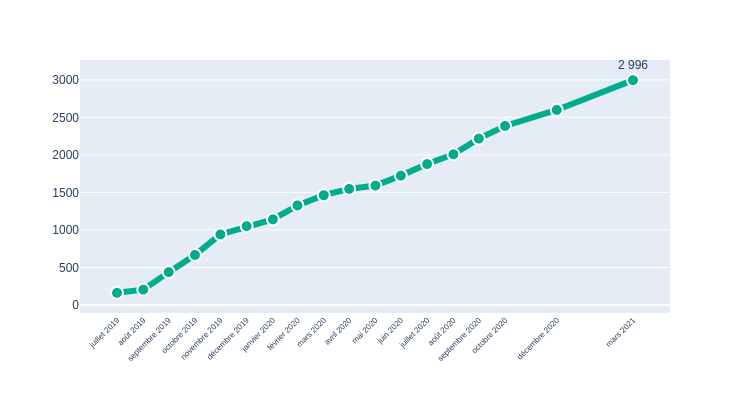 2 996
3000
2500
2000
1500
1000
500
0
juillet 2019
août 2019
septembre 2019
octobre 2019
novembre 2019
décembre 2019
janvier 2020
février 2020
mars 2020
avril 2020
mai 2020
juin 2020
juillet 2020
août 2020
septembre 2020
octobre 2020
décembre 2020
mars 2021